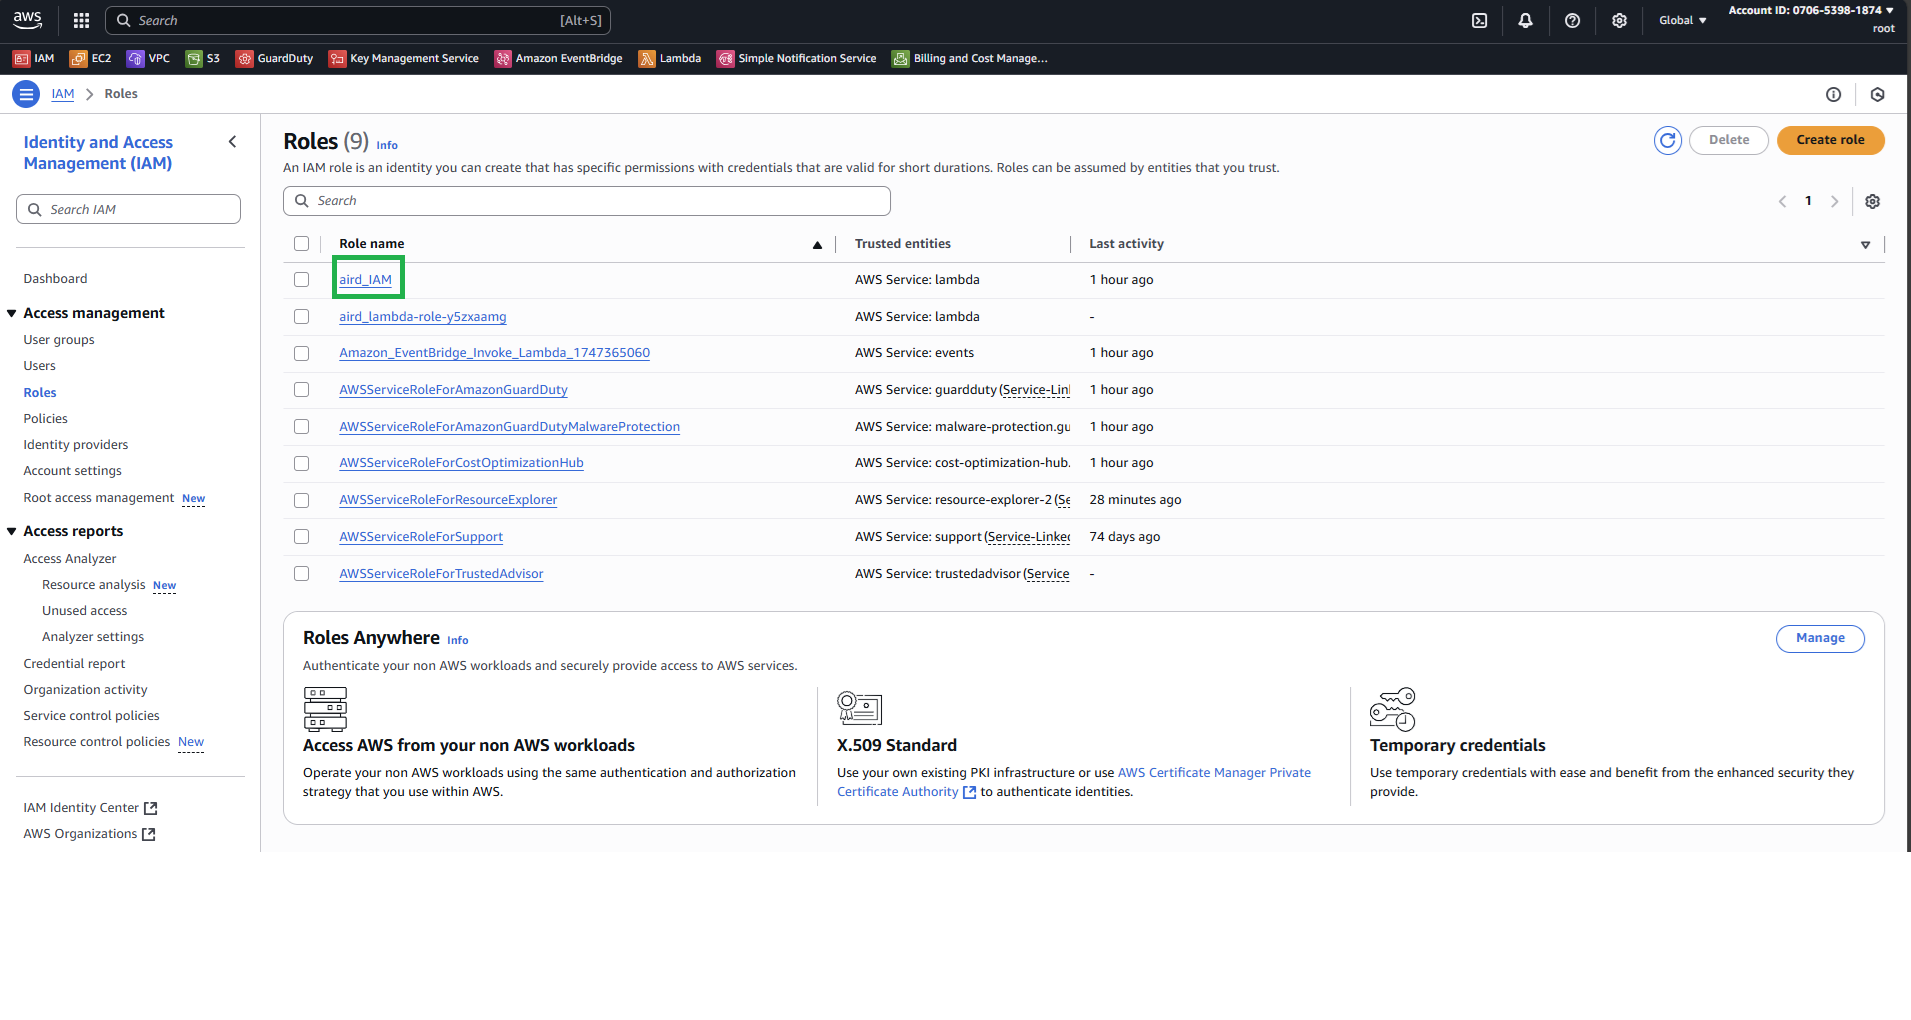 aws
Search [Alt+S]
Global
Account ID: 0706-5398-1874
root
IAM EC2 VPC S3 GuardDuty Key Management Service Amazon EventBridge Lambda Simple Notification Service Billing and Cost Manage...
IAM > Roles
Identity and Access
Management (IAM)
Search IAM
Dashboard
Access management
User groups
Users
Roles
Policies
Identity providers
Account settings
Root access management New
Access reports
Access Analyzer
Resource analysis New
Unused access
Analyzer settings
Credential report
Organization activity
Service control policies
Resource control policies New
IAM Identity Center
AWS Organizations
Roles (9) Info
Delete
Create role
An IAM role is an identity you can create that has specific permissions with credentials that are valid for short durations. Roles can be assumed by entities that you trust.
Search
1
Role name Trusted entities Last activity
aird_IAM AWS Service: lambda 1 hour ago
aird_lambda-role-y5zxaamg AWS Service: lambda -
Amazon_EventBridge_Invoke_Lambda_1747365060 AWS Service: events 1 hour ago
AWSServiceRoleForAmazonGuardDuty AWS Service: guardduty (Service-Lin 1 hour ago
AWSServiceRoleForAmazonGuardDutyMalwareProtection AWS Service: malware-protection.gu 1 hour ago
AWSServiceRoleForCostOptimizationHub AWS Service: cost-optimization-hub. 1 hour ago
AWSServiceRoleForResourceExplorer AWS Service: resource-explorer-2 (Se 28 minutes ago
AWSServiceRoleForSupport AWS Service: support (Service-Linked 74 days ago
AWSServiceRoleForTrustedAdvisor AWS Service: trustedadvisor (Service -
Roles Anywhere Info
Manage
Authenticate your non AWS workloads and securely provide access to AWS services.
Access AWS from your non AWS workloads
Operate your non AWS workloads using the same authentication and authorization
strategy that you use within AWS.
X.509 Standard
Use your own existing PKI infrastructure or use AWS Certificate Manager Private
Certificate Authority to authenticate identities.
Temporary credentials
Use temporary credentials with ease and benefit from the enhanced security they
provide.